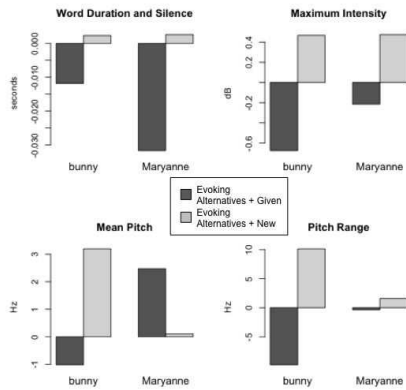 Word Duration and Silence
seconds
0.000
-0.010
-0.020
-0.030
bunny
Maryanne
Maximum Intensity
dB
0.4
-0.2
-0.6
bunny
Maryanne
Evoking
Alternatives + Given
Evoking
Alternatives + New
Mean Pitch
Hz
3
2
1
0
-1
bunny
Maryanne
Pitch Range
Hz
10
5
0
-5
bunny
Maryanne